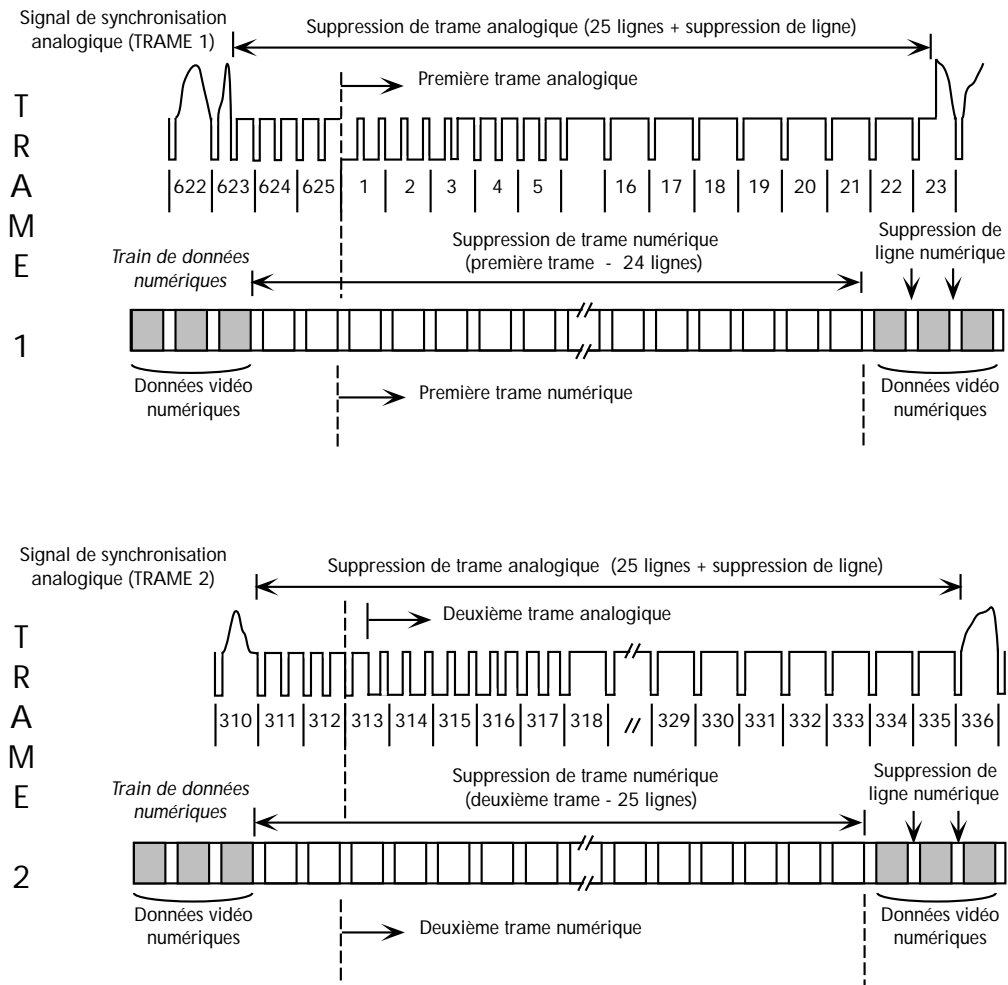 Signal de synchronisation
analogique (TRAME 1)
Suppression de trame analogique (25 lignes + suppression de ligne)
Première trame analogique
T
R
A
M
E
1
622 623 624 625 1 2 3 4 5 16 17 18 19 20 21 22 23
Train de données
numériques
Suppression de trame numérique
(première trame - 24 lignes)
Suppression de
ligne numérique
Données vidéo
numériques
Première trame numérique
Données vidéo
numériques
Signal de synchronisation
analogique (TRAME 2)
Suppression de trame analogique (25 lignes + suppression de ligne)
Deuxième trame analogique
T
R
A
M
E
2
310 311 312 313 314 315 316 317 318 // 329 330 331 332 333 334 335 336
Train de données
numériques
Suppression de trame numérique
(deuxième trame - 25 lignes)
Suppression de
ligne numérique
Données vidéo
numériques
Deuxième trame numérique
Données vidéo
numériques